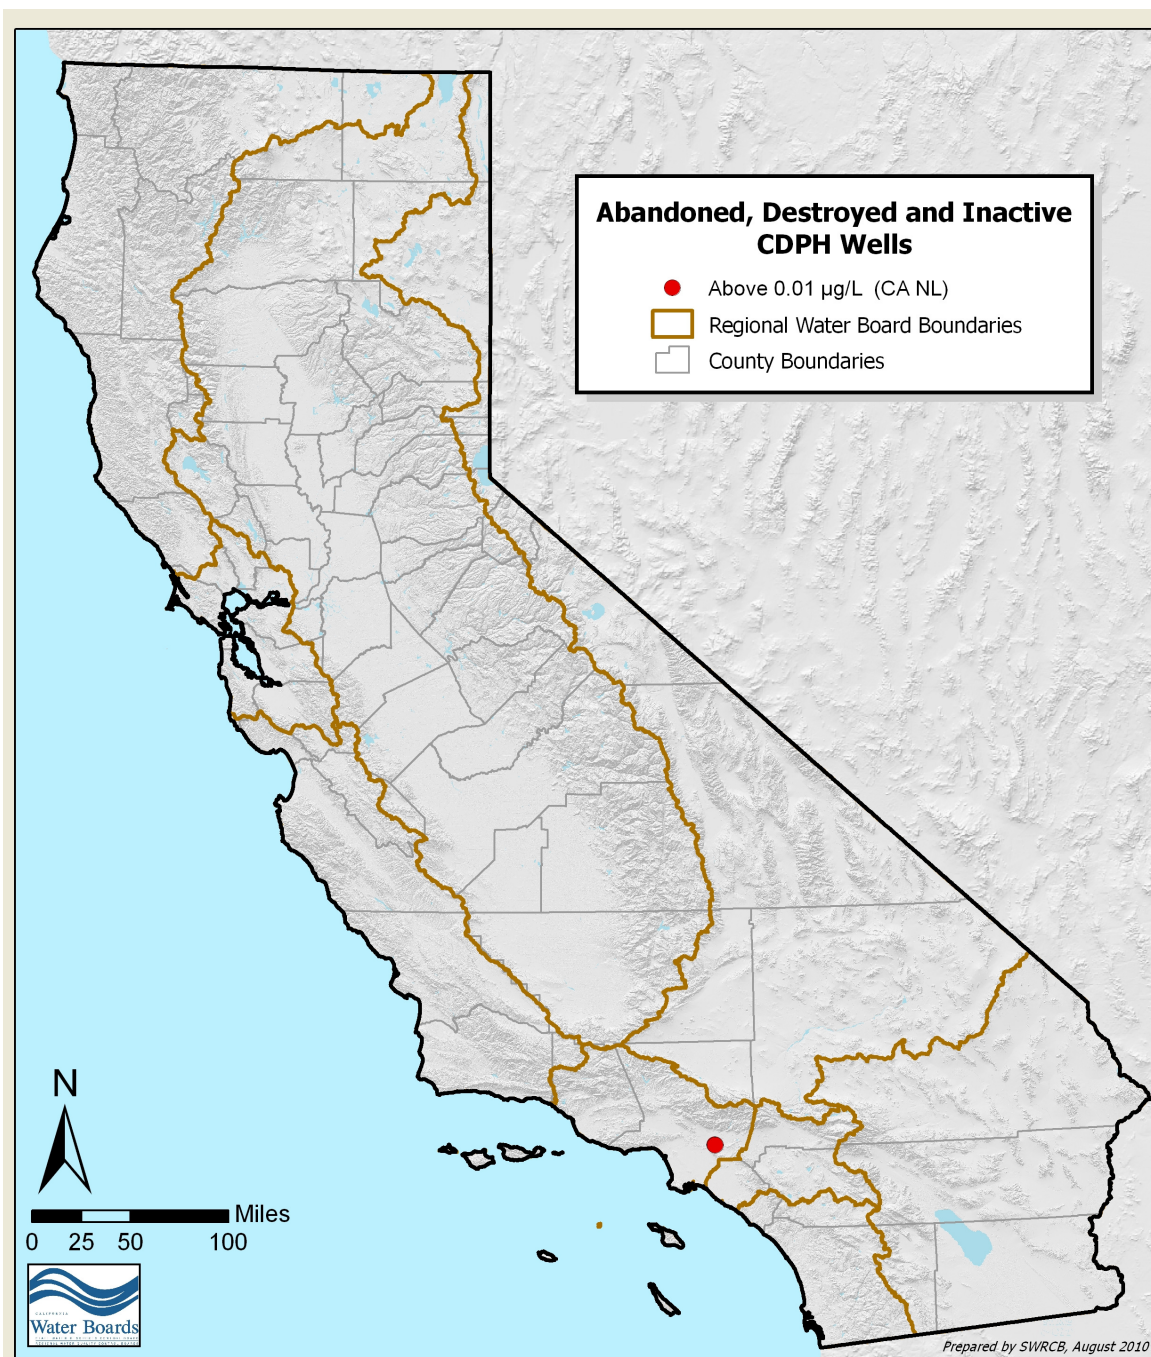 Abandoned, Destroyed and Inactive
CDPH Wells
Above 0.01 µg/L (CA NL)
Regional Water Board Boundaries
County Boundaries
N
Miles
0 25 50 100
CALIFORNIA
Water Boards
Prepared by SWRCB, August 2010